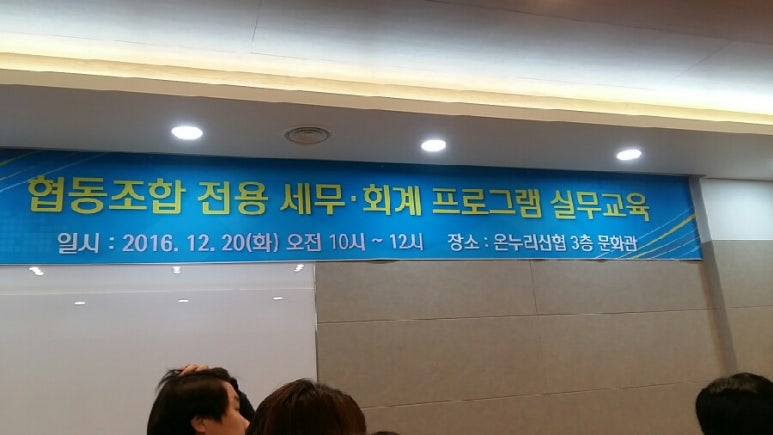 협동조합 전용 세무·회계 프로그램 실무교육
일시 : 2016. 12. 20(화) 오전 10시 ~ 12시 장소 : 온누리신협 3층 문화관